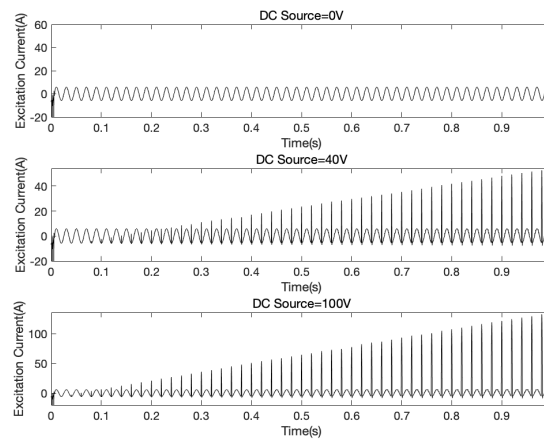 DC Source=0V
Excitation Current(A)
60
40
20
0
-20
0 0.1 0.2 0.3 0.4 0.5 0.6 0.7 0.8 0.9
Time(s)
DC Source=40V
Excitation Current(A)
40
20
0
-20
0 0.1 0.2 0.3 0.4 0.5 0.6 0.7 0.8 0.9
Time(s)
DC Source=100V
Excitation Current(A)
100
50
0
0 0.1 0.2 0.3 0.4 0.5 0.6 0.7 0.8 0.9
Time(s)